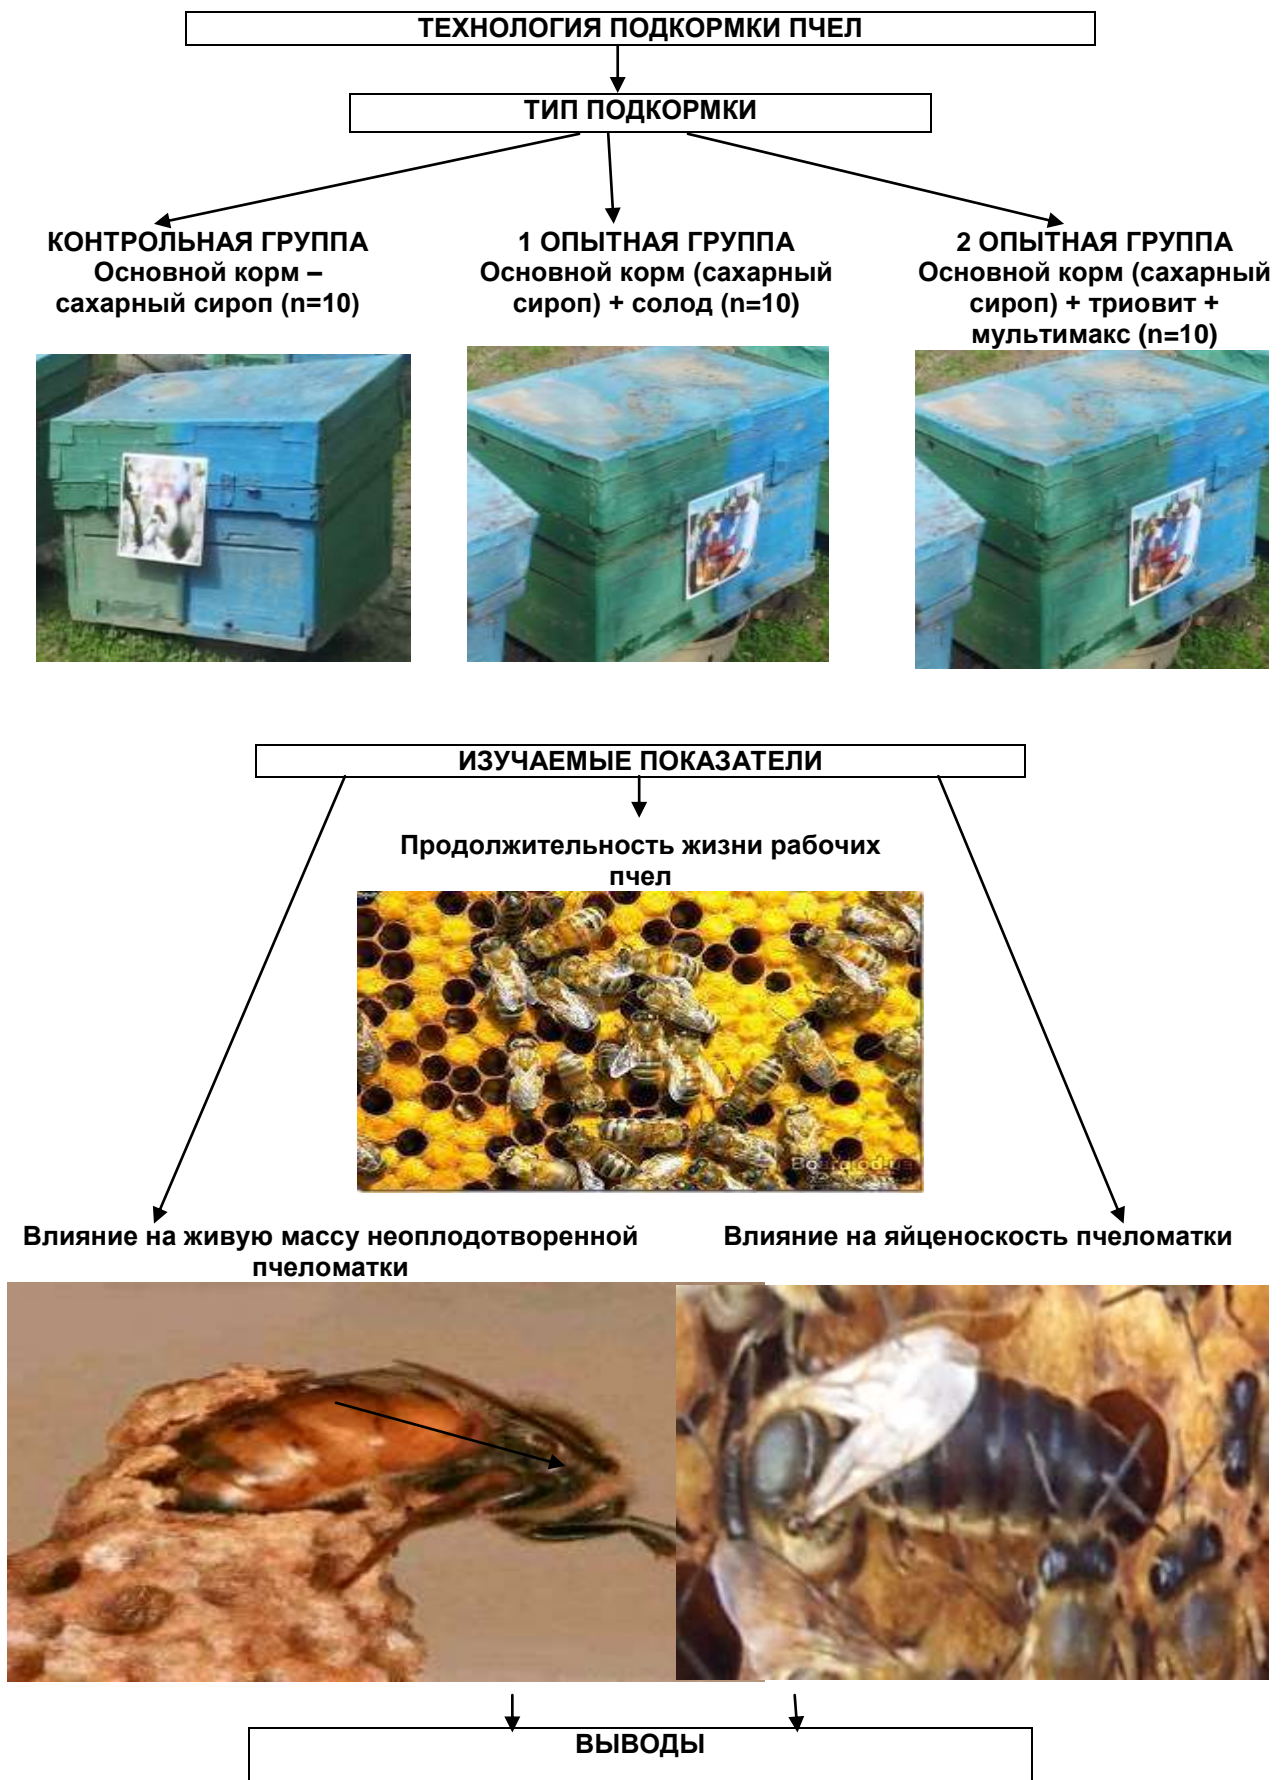 ТЕХНОЛОГИЯ ПОДКОРМКИ ПЧЕЛ
ТИП ПОДКОРМКИ
КОНТРОЛЬНАЯ ГРУППА
Основной корм –
сахарный сироп (n=10)
1 ОПЫТНАЯ ГРУППА
Основной корм (сахарный
сироп) + солод (n=10)
2 ОПЫТНАЯ ГРУППА
Основной корм (сахарный
сироп) + триовит +
мультимакс (n=10)
ИЗУЧАЕМЫЕ ПОКАЗАТЕЛИ
Продолжительность жизни рабочих
пчел
Влияние на живую массу неоплодотворенной
пчеломатки
Влияние на яйценоскость пчеломатки
ВЫВОДЫ